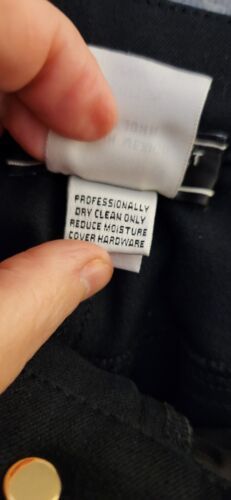 T
PROFESSIONALLY
DRY CLEAN ONLY
REDUCE MOISTURE
COVER HARDWARE